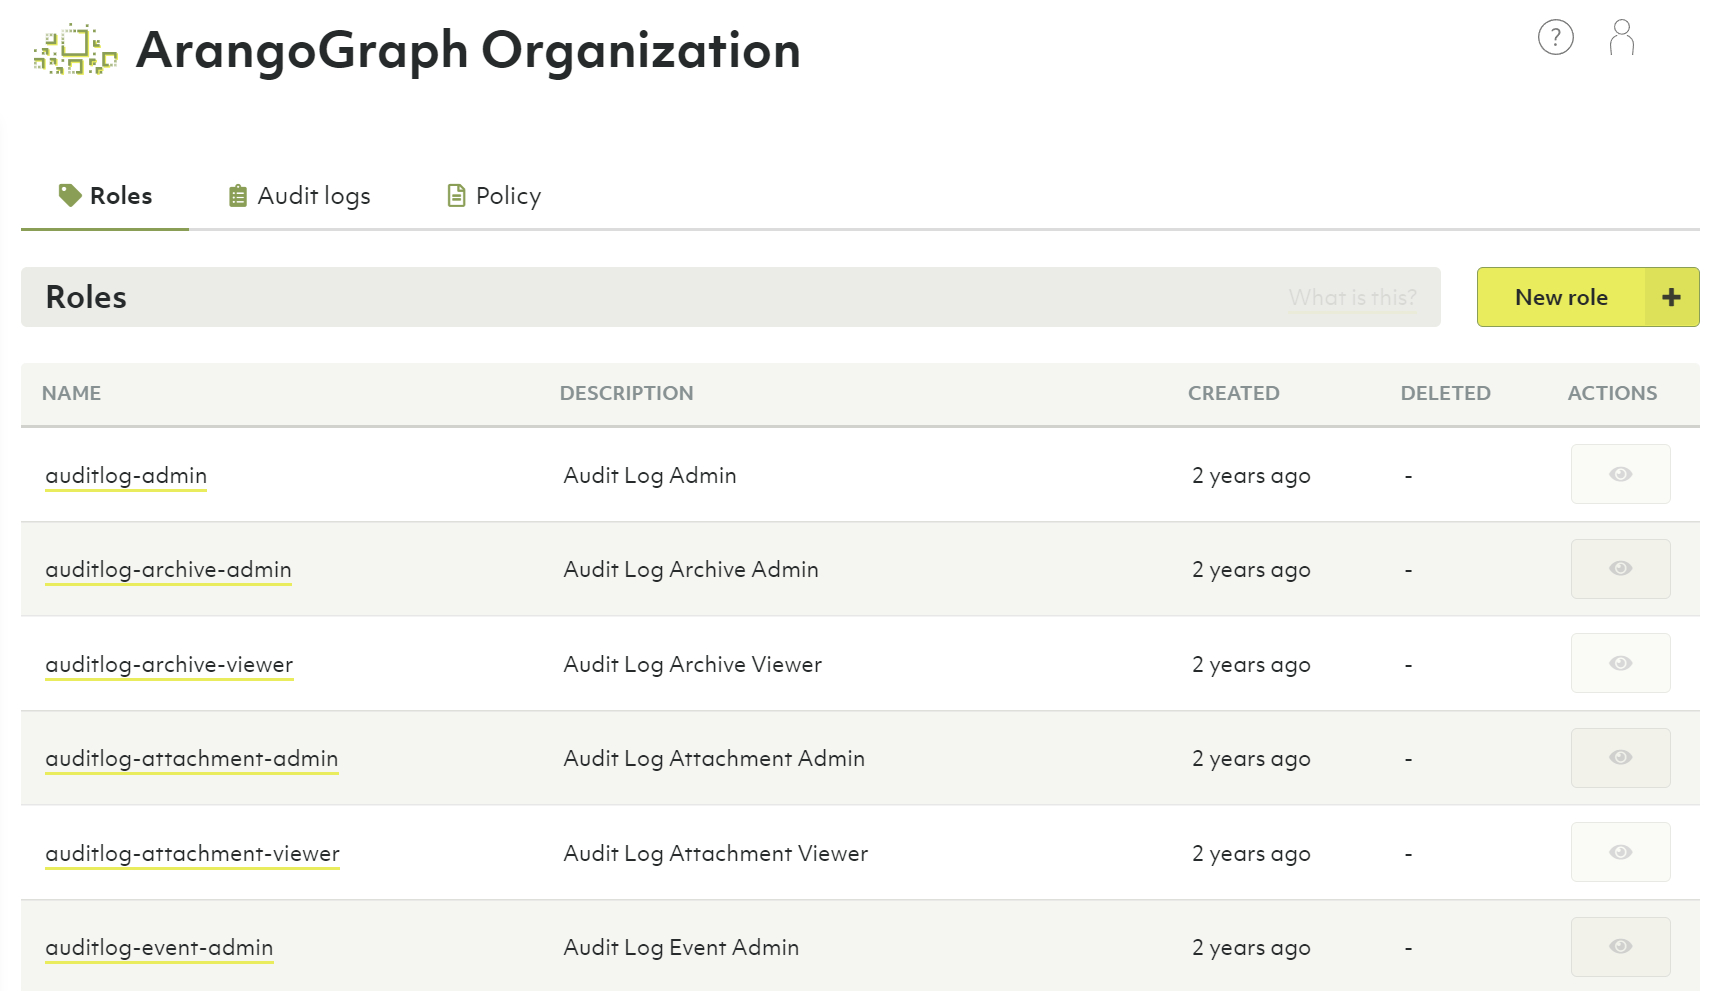 ArangoGraph Organization
?
Roles
Audit logs
Policy
Roles
What is this?
New role +
NAME DESCRIPTION CREATED DELETED ACTIONS
auditlog-admin Audit Log Admin 2 years ago -
auditlog-archive-admin Audit Log Archive Admin 2 years ago -
auditlog-archive-viewer Audit Log Archive Viewer 2 years ago -
auditlog-attachment-admin Audit Log Attachment Admin 2 years ago -
auditlog-attachment-viewer Audit Log Attachment Viewer 2 years ago -
auditlog-event-admin Audit Log Event Admin 2 years ago -